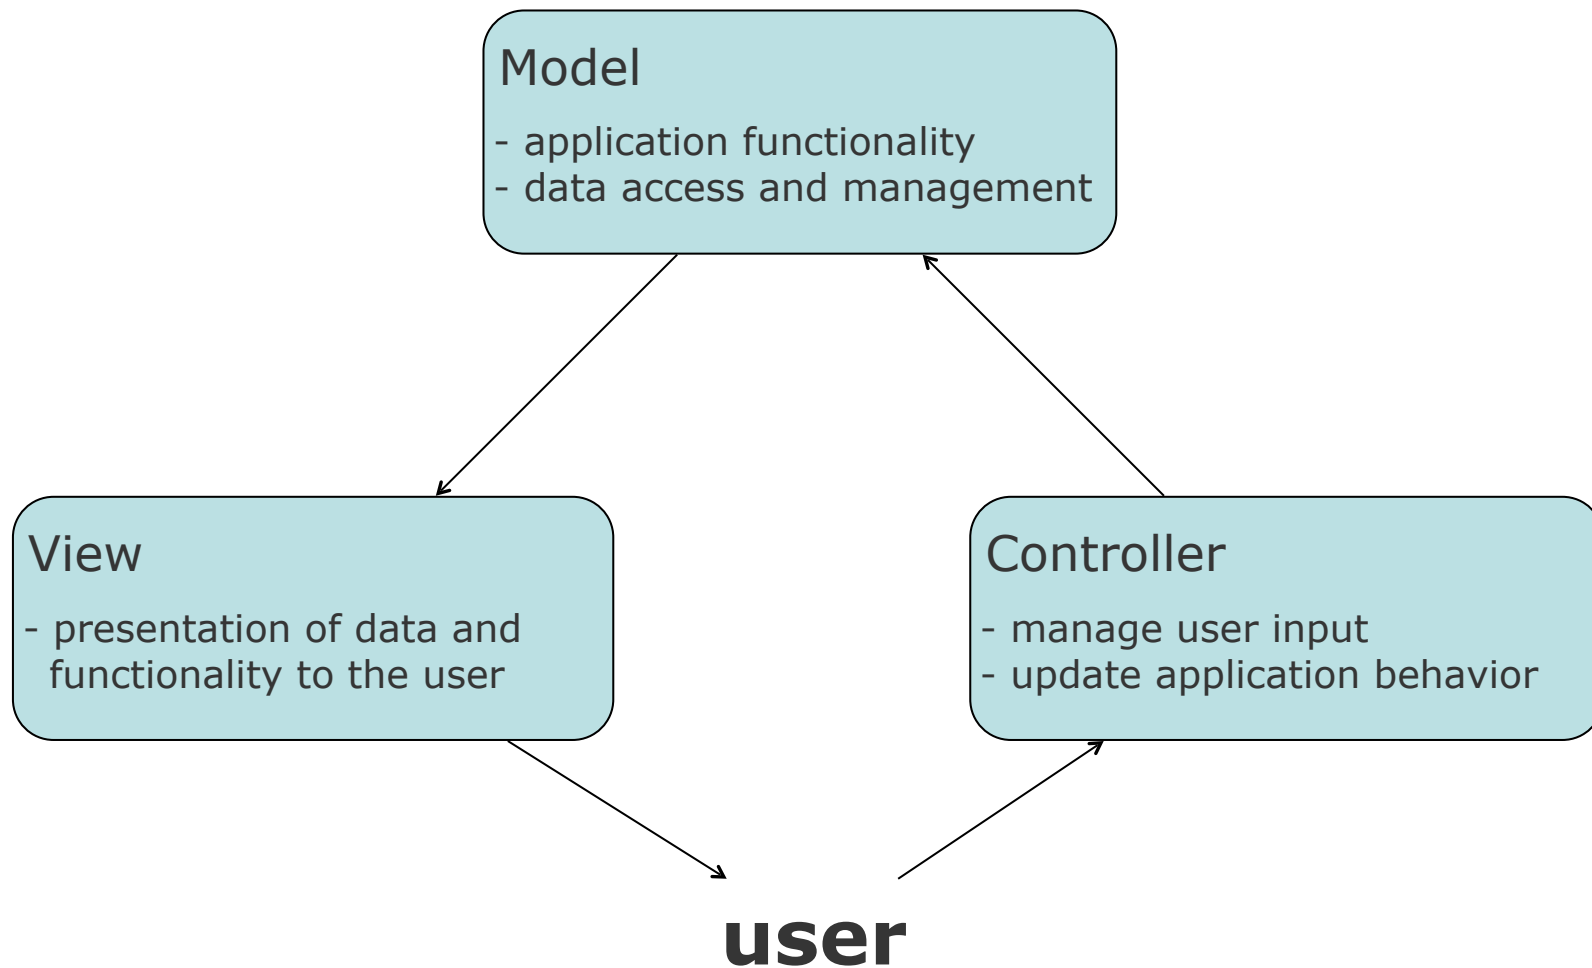 Model
- application functionality
- data access and management
View
- presentation of data and
functionality to the user
Controller
- manage user input
- update application behavior
user